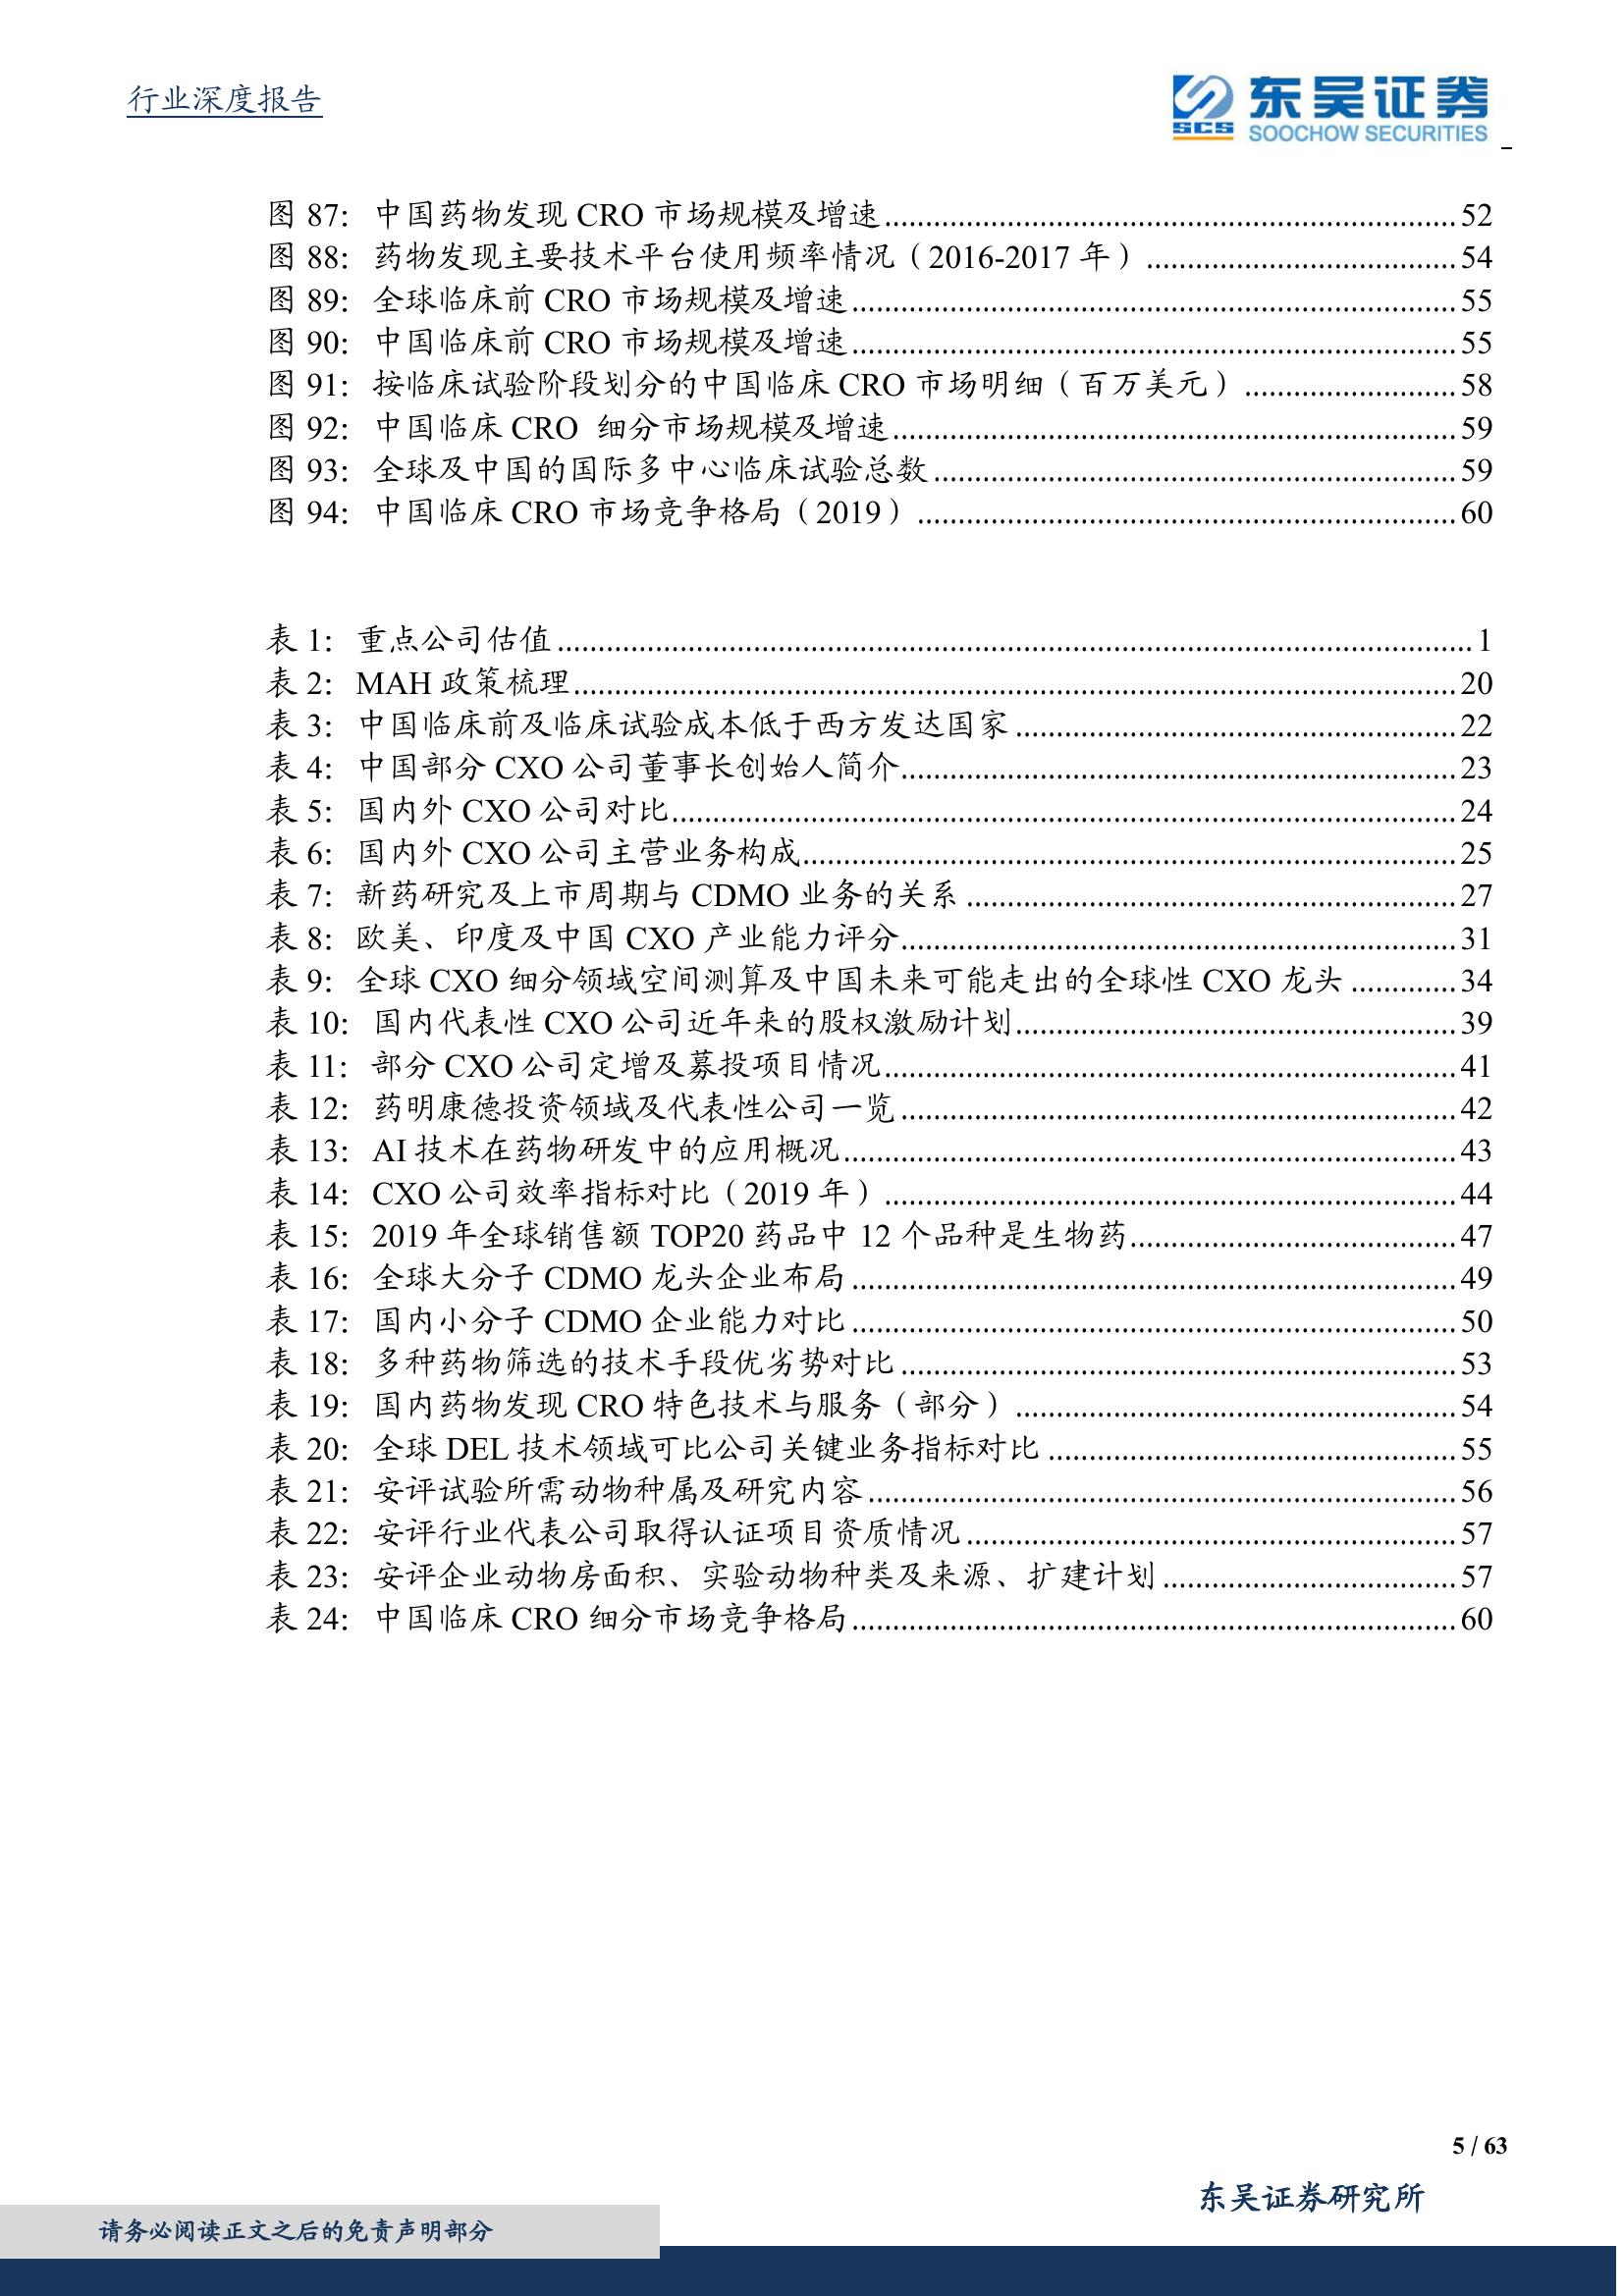 行业深度报告
SCS
东吴证券
SOOCHOW SECURITIES
图 87: 中国药物发现 CRO 市场规模及增速 52
图 88: 药物发现主要技术平台使用频率情况（2016-2017 年） 54
图 89: 全球临床前 CRO 市场规模及增速 55
图 90: 中国临床前 CRO 市场规模及增速 55
图 91: 按临床试验阶段划分的中国临床 CRO 市场明细（百万美元） 58
图 92: 中国临床 CRO 细分市场规模及增速 59
图 93: 全球及中国的国际多中心临床试验总数 59
图 94: 中国临床 CRO 市场竞争格局（2019） 60
表 1: 重点公司估值 1
表 2: MAH 政策梳理 20
表 3: 中国临床前及临床试验成本低于西方发达国家 22
表 4: 中国部分 CXO 公司董事长创始人简介 23
表 5: 国内外 CXO 公司对比 24
表 6: 国内外 CXO 公司主营业务构成 25
表 7: 新药研究及上市周期与 CDMO 业务的关系 27
表 8: 欧美、印度及中国 CXO 产业能力评分 31
表 9: 全球 CXO 细分领域空间测算及中国未来可能走出的全球性 CXO 龙头 34
表 10: 国内代表性 CXO 公司近年来的股权激励计划 39
表 11: 部分 CXO 公司定增及募投项目情况 41
表 12: 药明康德投资领域及代表性公司一览 42
表 13: AI 技术在药物研发中的应用概况 43
表 14: CXO 公司效率指标对比（2019 年） 44
表 15: 2019 年全球销售额 TOP20 药品中 12 个品种是生物药 47
表 16: 全球大分子 CDMO 龙头企业布局 49
表 17: 国内小分子 CDMO 企业能力对比 50
表 18: 多种药物筛选的技术手段优劣势对比 53
表 19: 国内药物发现 CRO 特色技术与服务（部分） 54
表 20: 全球 DEL 技术领域可比公司关键业务指标对比 55
表 21: 安评试验所需动物种属及研究内容 56
表 22: 安评行业代表公司取得认证项目资质情况 57
表 23: 安评企业动物房面积、实验动物种类及来源、扩建计划 57
表 24: 中国临床 CRO 细分市场竞争格局 60
5 / 63
东吴证券研究所
请务必阅读正文之后的免责声明部分